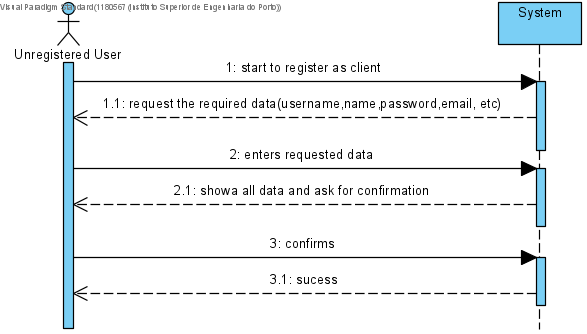 Visual Paradigm Standard(1180567 (Instituto Superior de Engenharia do Porto))
System
Unregistered User
1: start to register as client
1.1: request the required data(username,name,password,email, etc)
2: enters requested data
2.1: showa all data and ask for confirmation
3: confirms
3.1: sucess